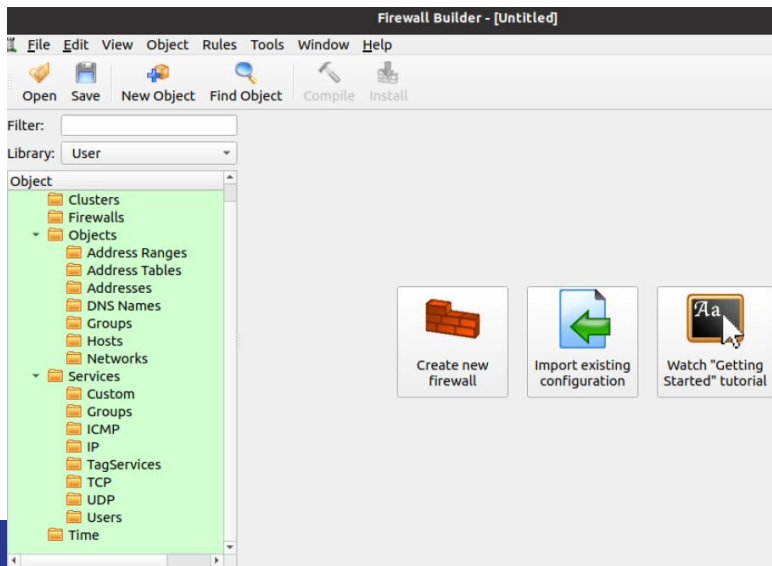 Firewall Builder - [Untitled]
File Edit View Object Rules Tools Window Help
Open Save New Object Find Object Compile Install
Filter:
Library: User
Object
Clusters
Firewalls
Objects
Address Ranges
Address Tables
Addresses
DNS Names
Groups
Hosts
Networks
Services
Custom
Groups
ICMP
IP
TagServices
TCP
UDP
Users
Time
Create new
firewall
Import existing
configuration
Aa
Watch "Getting
Started" tutorial